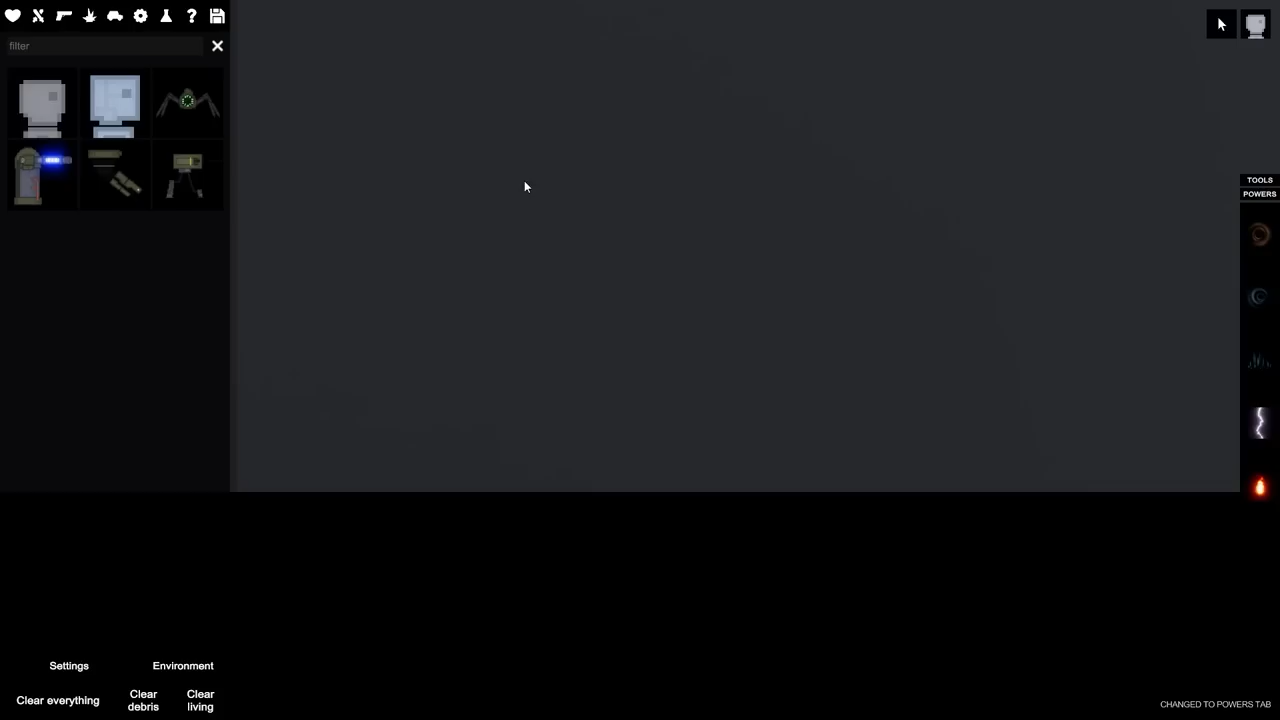 filter
TOOLS
POWERS
Settings
Environment
Clear everything
Clear
debris
Clear
living
CHANGED TO POWERS TAB